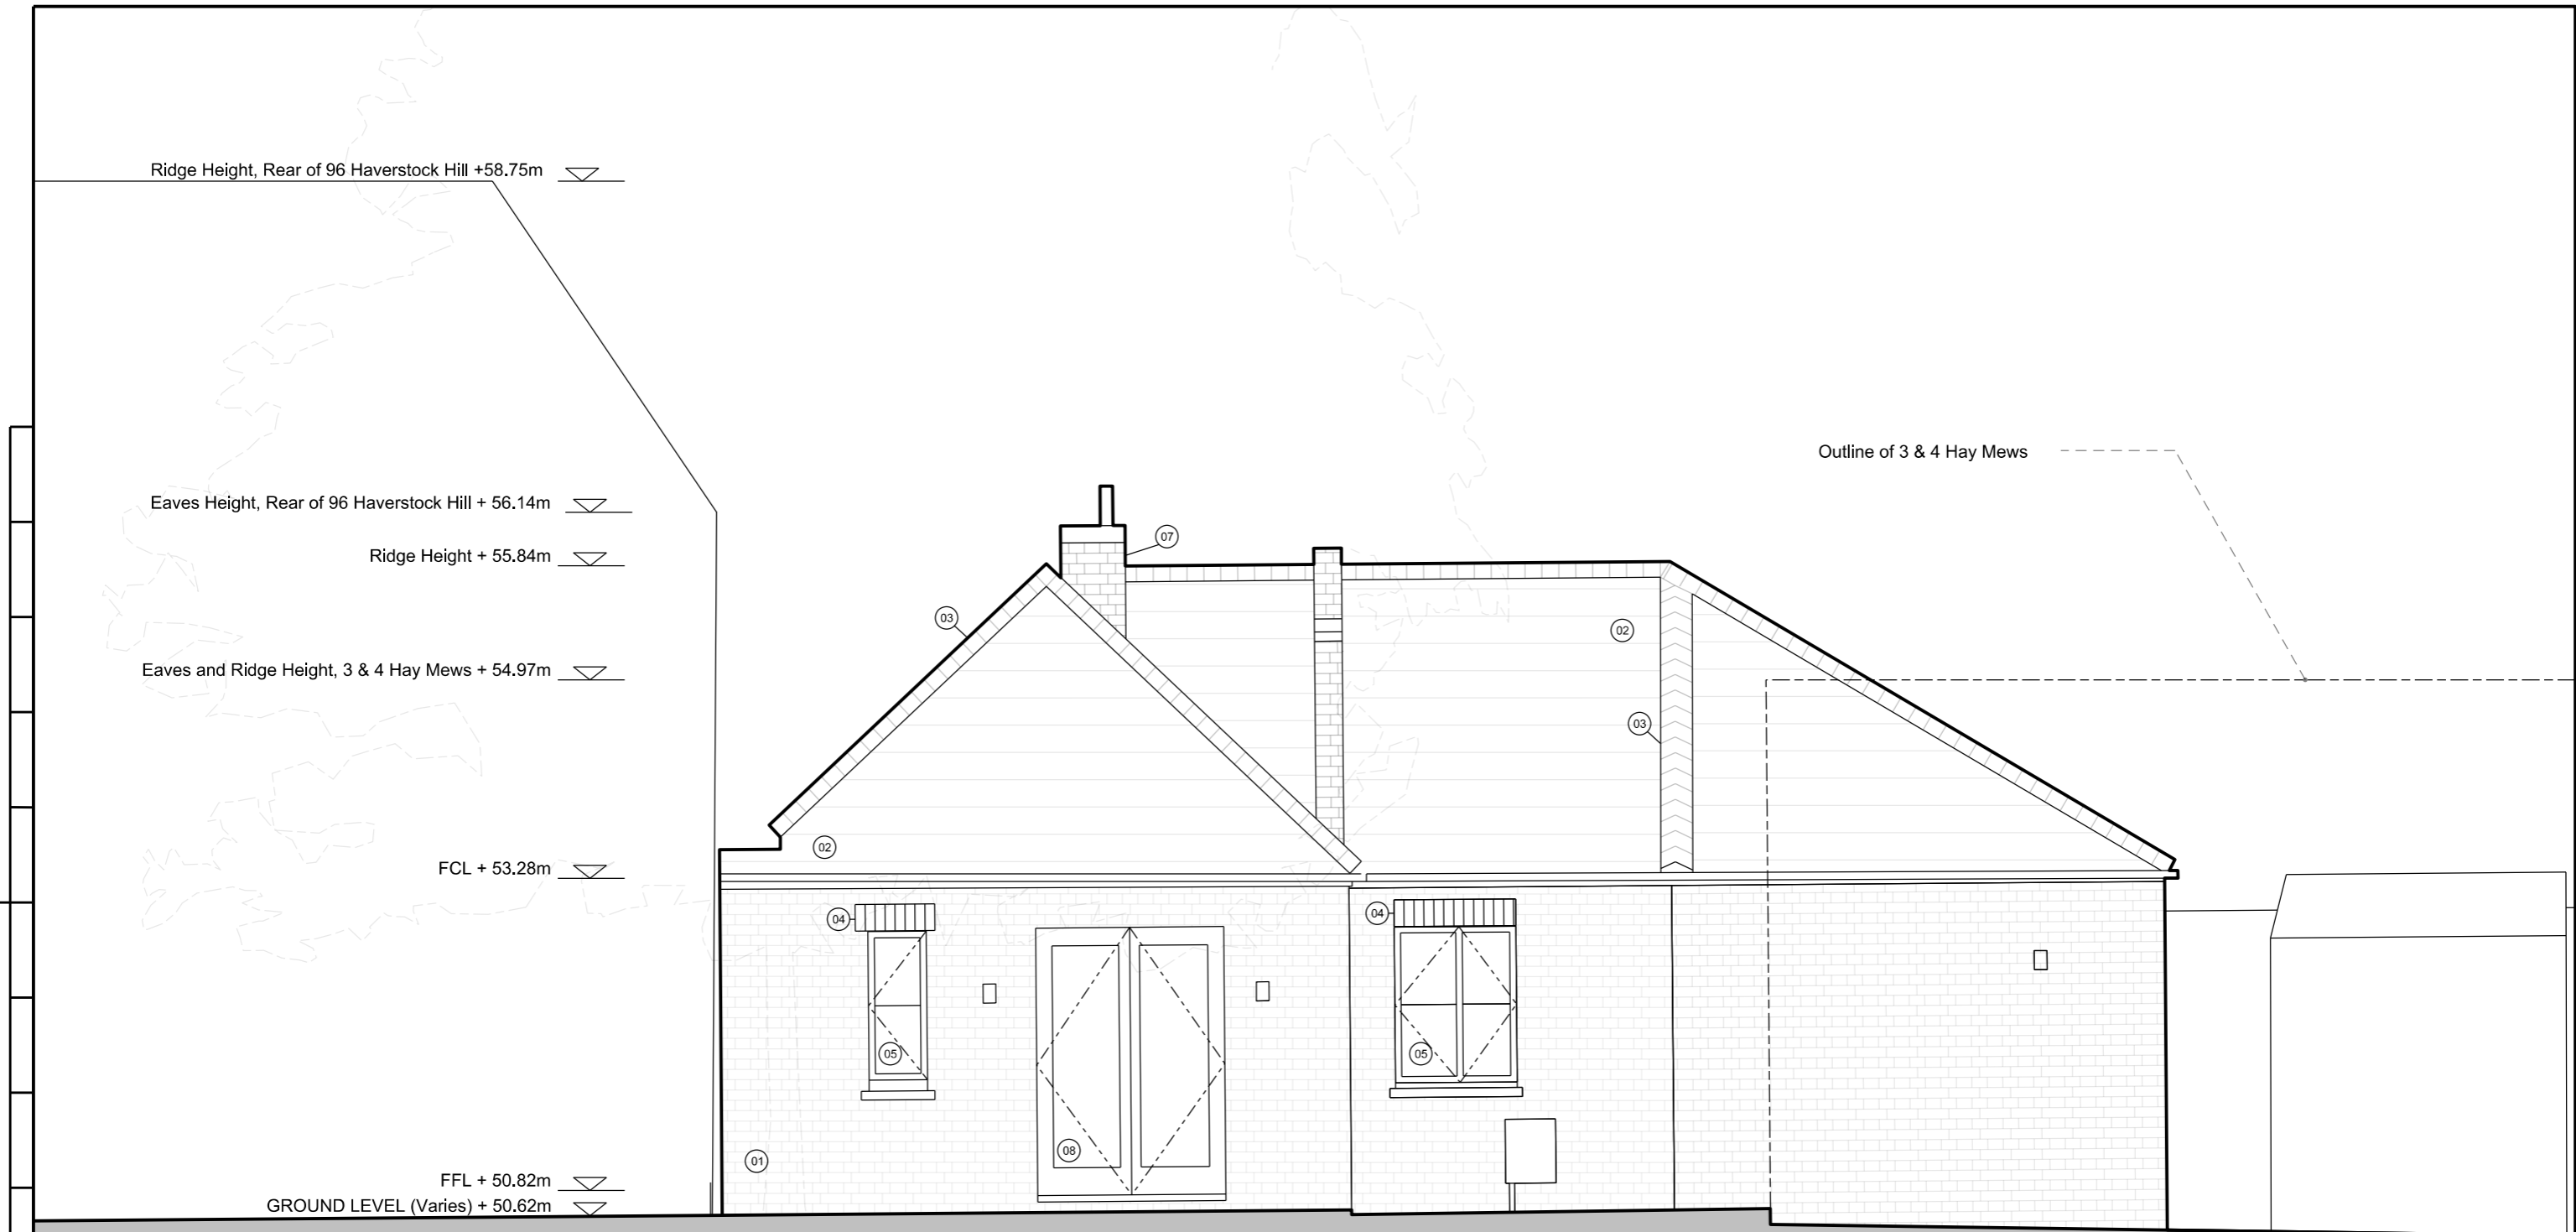 Ridge Height, Rear of 96 Haverstock Hill +58.75m
Outline of 3 & 4 Hay Mews
Eaves Height, Rear of 96 Haverstock Hill + 56.14m
07
Ridge Height + 55.84m
03
02
Eaves and Ridge Height, 3 & 4 Hay Mews + 54.97m
03
02
FCL + 53.28m
04
04
05
05
08
01
FFL + 50.82m
GROUND LEVEL (Varies) + 50.62m